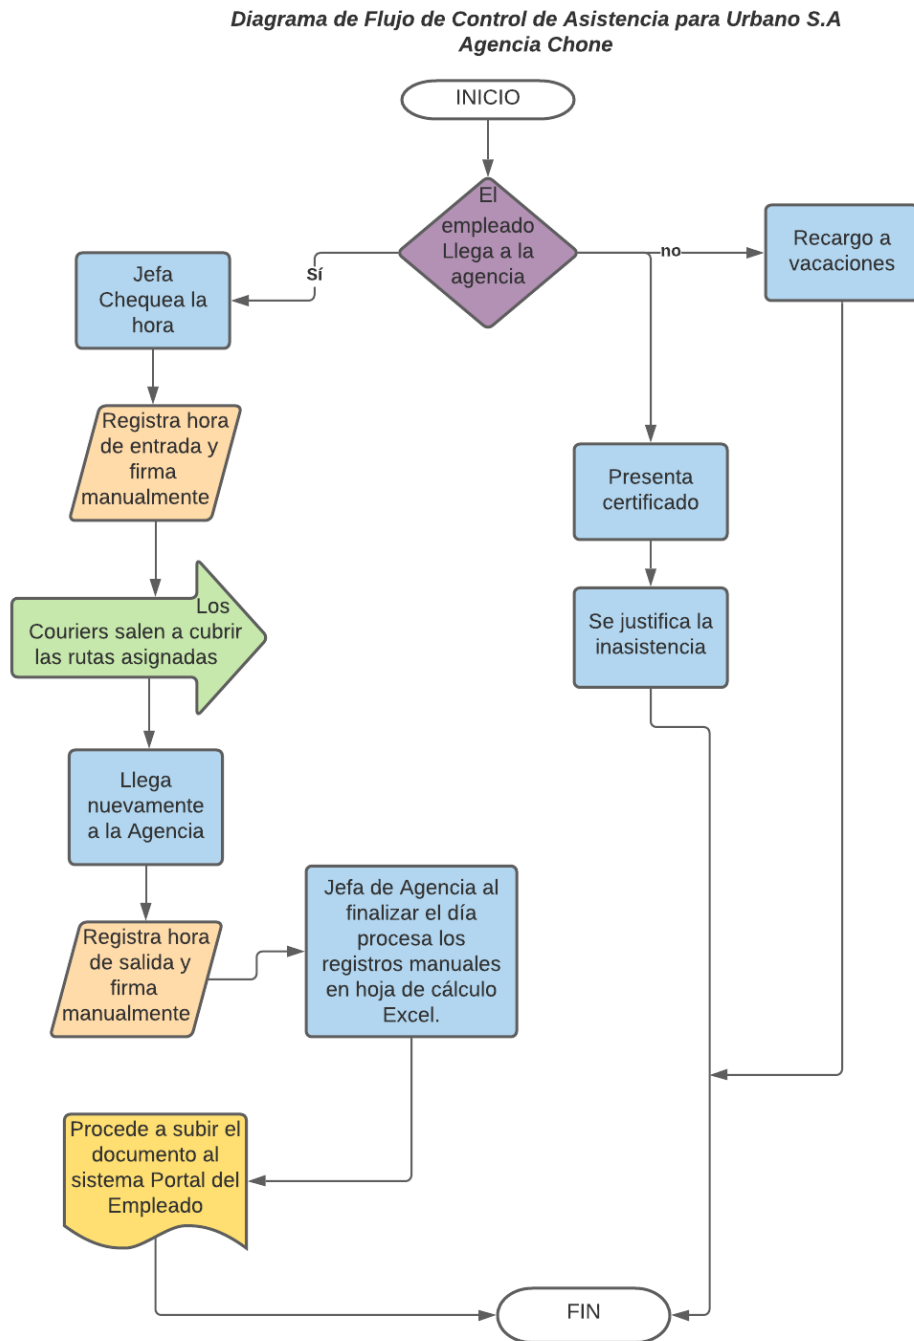 Diagrama de Flujo de Control de Asistencia para Urbano S.A
Agencia Chone
INICIO
El
empleado
Llega a la
agencia
Sí
no
Recargo a
vacaciones
Jefa
Chequea la
hora
Registra hora
de entrada y
firma
manualmente
Presenta
certificado
Los
Couriers salen a cubrir
las rutas asignadas
Se justifica la
inasistencia
Llega
nuevamente
a la Agencia
Registra hora
de salida y
firma
manualmente
Jefa de Agencia al
finalizar el día
procesa los
registros manuales
en hoja de cálculo
Excel.
Procede a subir el
documento al
sistema Portal del
Empleado
FIN